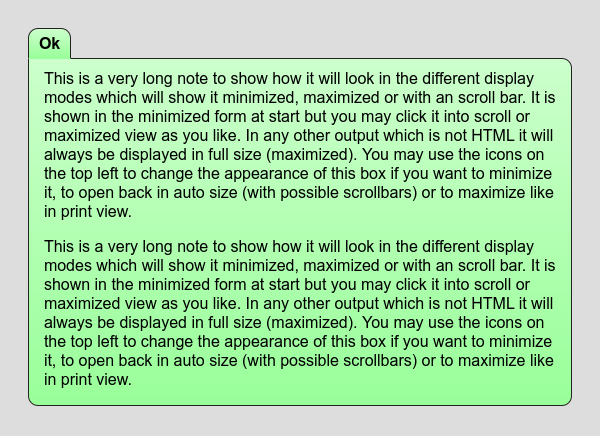 Ok
This is a very long note to show how it will look in the different display
modes which will show it minimized, maximized or with an scroll bar. It is
shown in the minimized form at start but you may click it into scroll or
maximized view as you like. In any other output which is not HTML it will
always be displayed in full size (maximized). You may use the icons on
the top left to change the appearance of this box if you want to minimize
it, to open back in auto size (with possible scrollbars) or to maximize like
in print view.
This is a very long note to show how it will look in the different display
modes which will show it minimized, maximized or with an scroll bar. It is
shown in the minimized form at start but you may click it into scroll or
maximized view as you like. In any other output which is not HTML it will
always be displayed in full size (maximized). You may use the icons on
the top left to change the appearance of this box if you want to minimize
it, to open back in auto size (with possible scrollbars) or to maximize like
in print view.